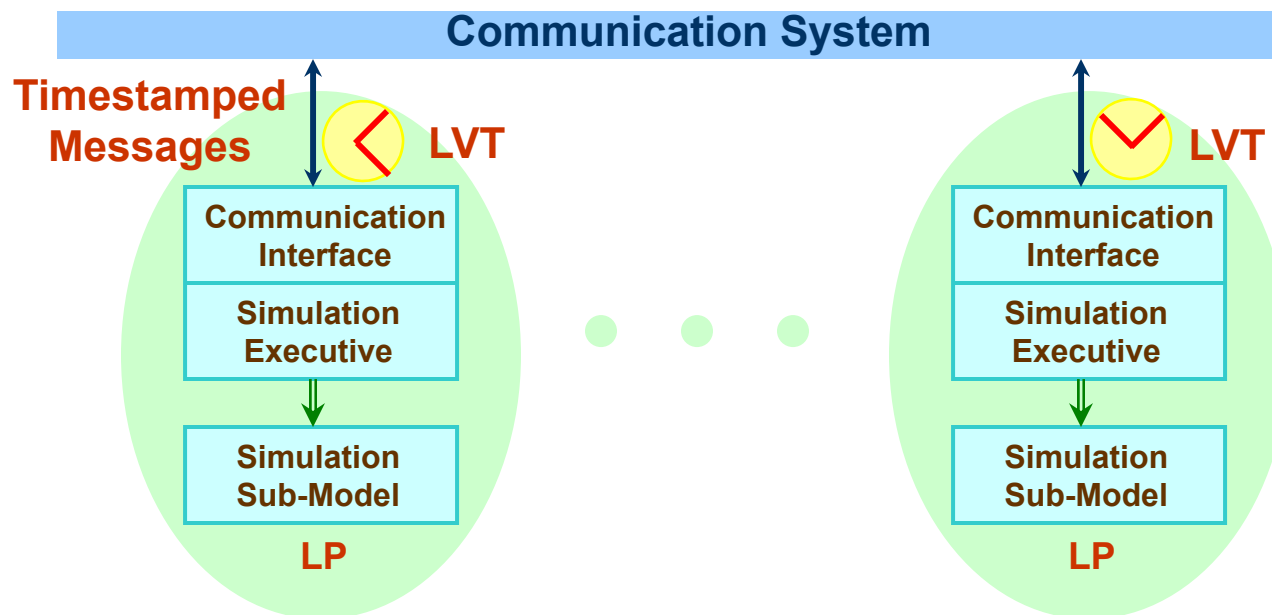 Communication System
Timestamped
Messages
LVT
LVT
Communication
Interface
Communication
Interface
Simulation
Executive
Simulation
Executive
Simulation
Sub-Model
Simulation
Sub-Model
LP
LP